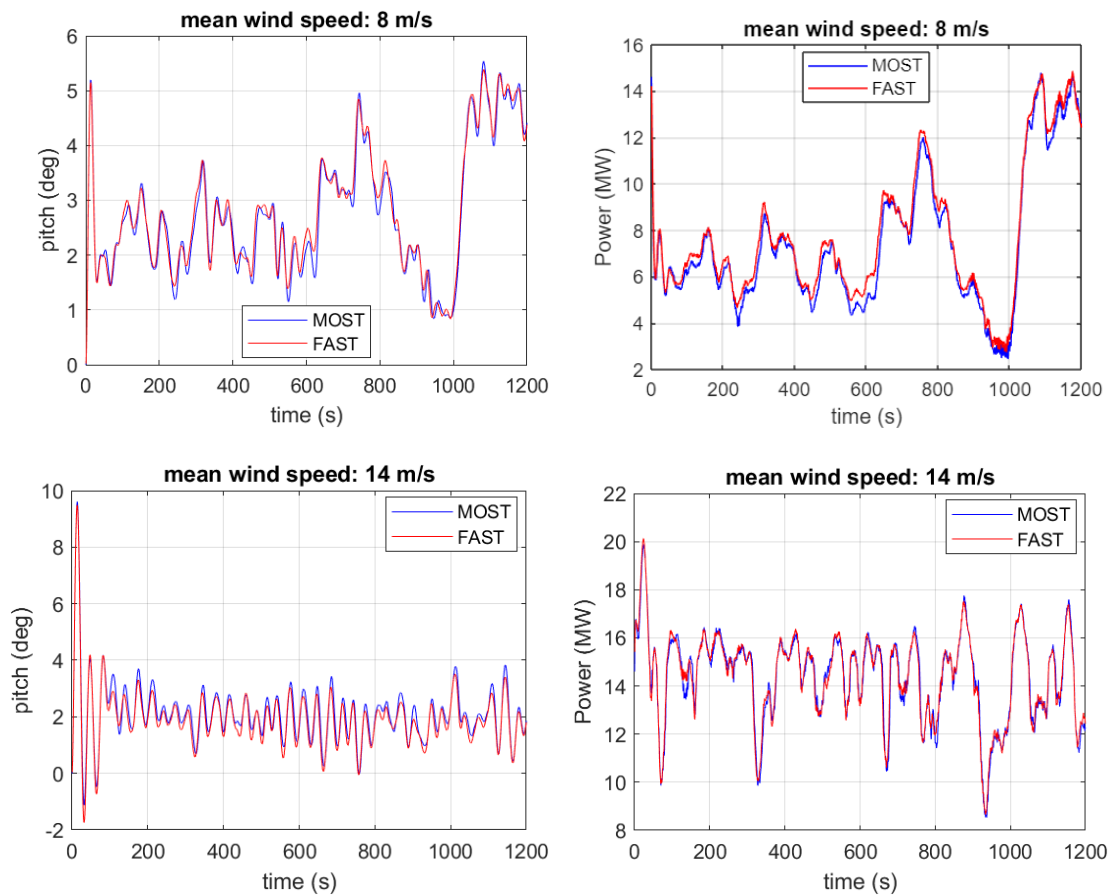 mean wind speed: 8 m/s
6
5
4
3
2
1
0
pitch (deg)
MOST
FAST
0 200 400 600 800 1000 1200
time (s)
mean wind speed: 8 m/s
16
14
12
10
8
6
4
2
Power (MW)
MOST
FAST
0 200 400 600 800 1000 1200
time (s)
mean wind speed: 14 m/s
10
8
6
4
2
0
-2
pitch (deg)
MOST
FAST
0 200 400 600 800 1000 1200
time (s)
mean wind speed: 14 m/s
22
20
18
16
14
12
10
8
Power (MW)
MOST
FAST
0 200 400 600 800 1000 1200
time (s)